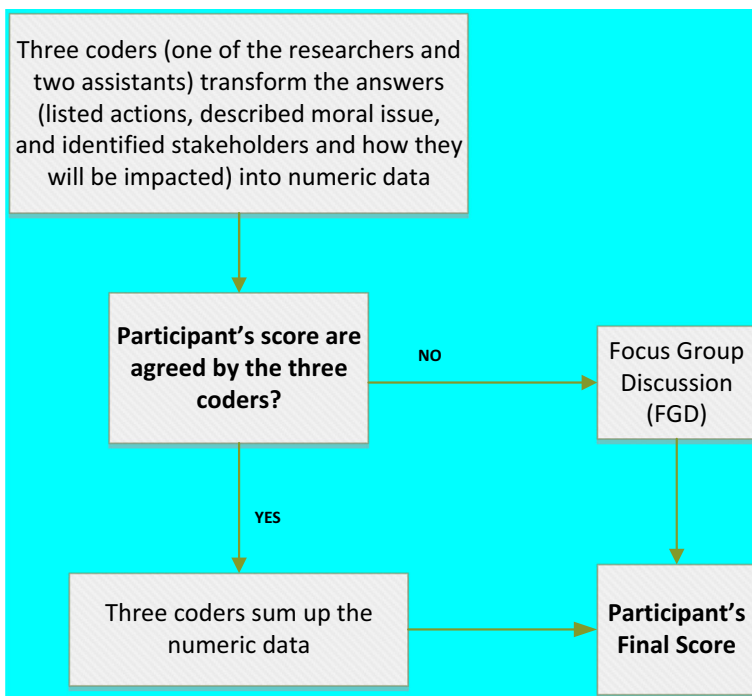 Three coders (one of the researchers and
two assistants) transform the answers
(listed actions, described moral issue,
and identified stakeholders and how they
will be impacted) into numeric data
Participant’s score are
agreed by the three
coders?
NO
Focus Group
Discussion
(FGD)
YES
Three coders sum up the
numeric data
Participant’s
Final Score